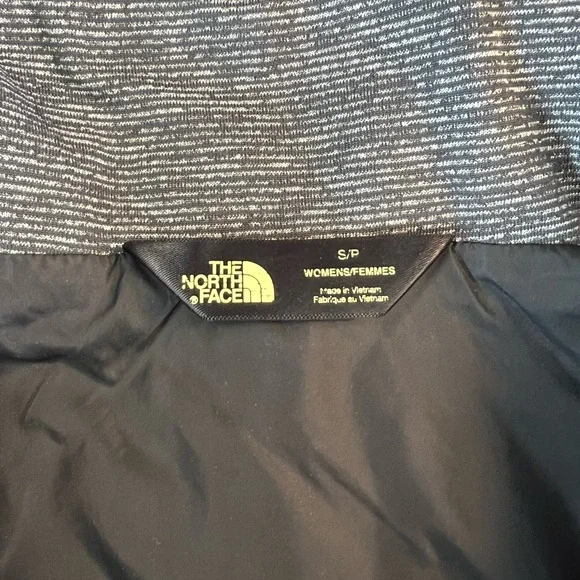 THE
NORTH
®FACE
S/P
WOMENS/FEMMES
Made in Vietnam
Fabriqué au Vietnam